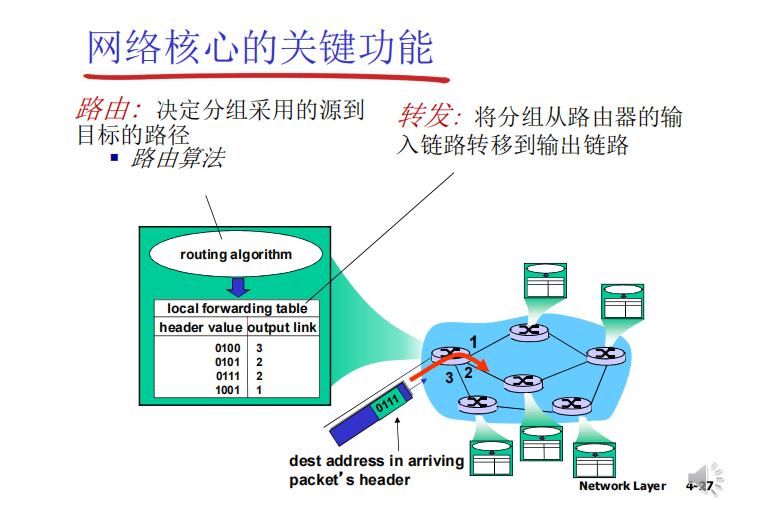 网络核心的关键功能
路由：决定分组采用的源到
目标的路径
路由算法
转发：将分组从路由器的输
入链路转移到输出链路
routing algorithm
local forwarding table
header value output link
0100 3
0101 2
0111 2
1001 1
1
3 2
0111
dest address in arriving
packet's header
Network Layer 4-27